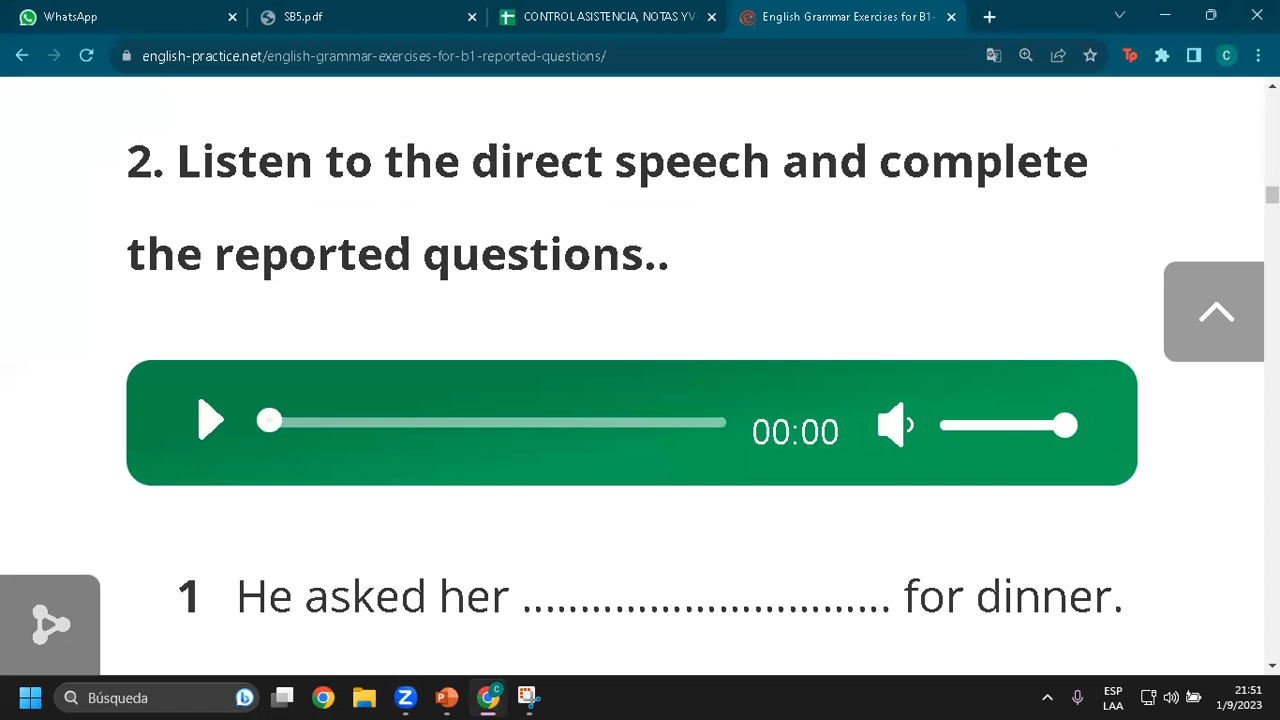 WhatsApp
SB5.pdf
CONTROL ASISTENCIA, NOTAS YV
English Grammar Exercises for B1-
english-practice.net/english-grammar-exercises-for-b1-reported-questions/
2. Listen to the direct speech and complete
the reported questions..
00:00
1 He asked her ................................ for dinner.
Búsqueda
ESP
LAA
21:51
1/9/2023